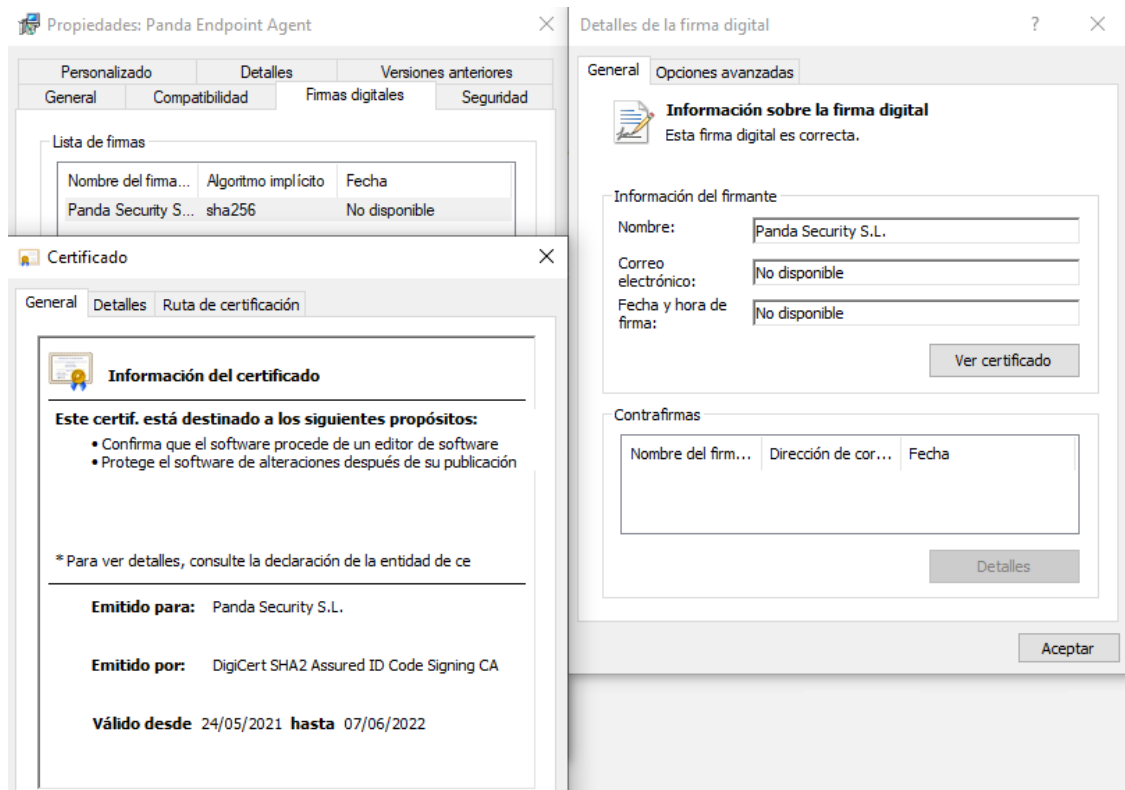 Propiedades: Panda Endpoint Agent
Personalizado Detalles Versiones anteriores
General Compatibilidad Firmas digitales Seguridad
Lista de firmas
Nombre del firma... Algoritmo implícito Fecha
Panda Security S... sha256 No disponible
Certificado
General Detalles Ruta de certificación
Información del certificado
Este certif. está destinado a los siguientes propósitos:
• Confirma que el software procede de un editor de software
• Protege el software de alteraciones después de su publicación
* Para ver detalles, consulte la declaración de la entidad de ce
Emitido para: Panda Security S.L.
Emitido por: DigiCert SHA2 Assured ID Code Signing CA
Válido desde 24/05/2021 hasta 07/06/2022
Detalles de la firma digital ?
General Opciones avanzadas
Información sobre la firma digital
Esta firma digital es correcta.
Información del firmante
Nombre: Panda Security S.L.
Correo
electrónico: No disponible
Fecha y hora de
firma: No disponible
Ver certificado
Contrafirmas
Nombre del firm... Dirección de cor... Fecha
Detalles
Aceptar